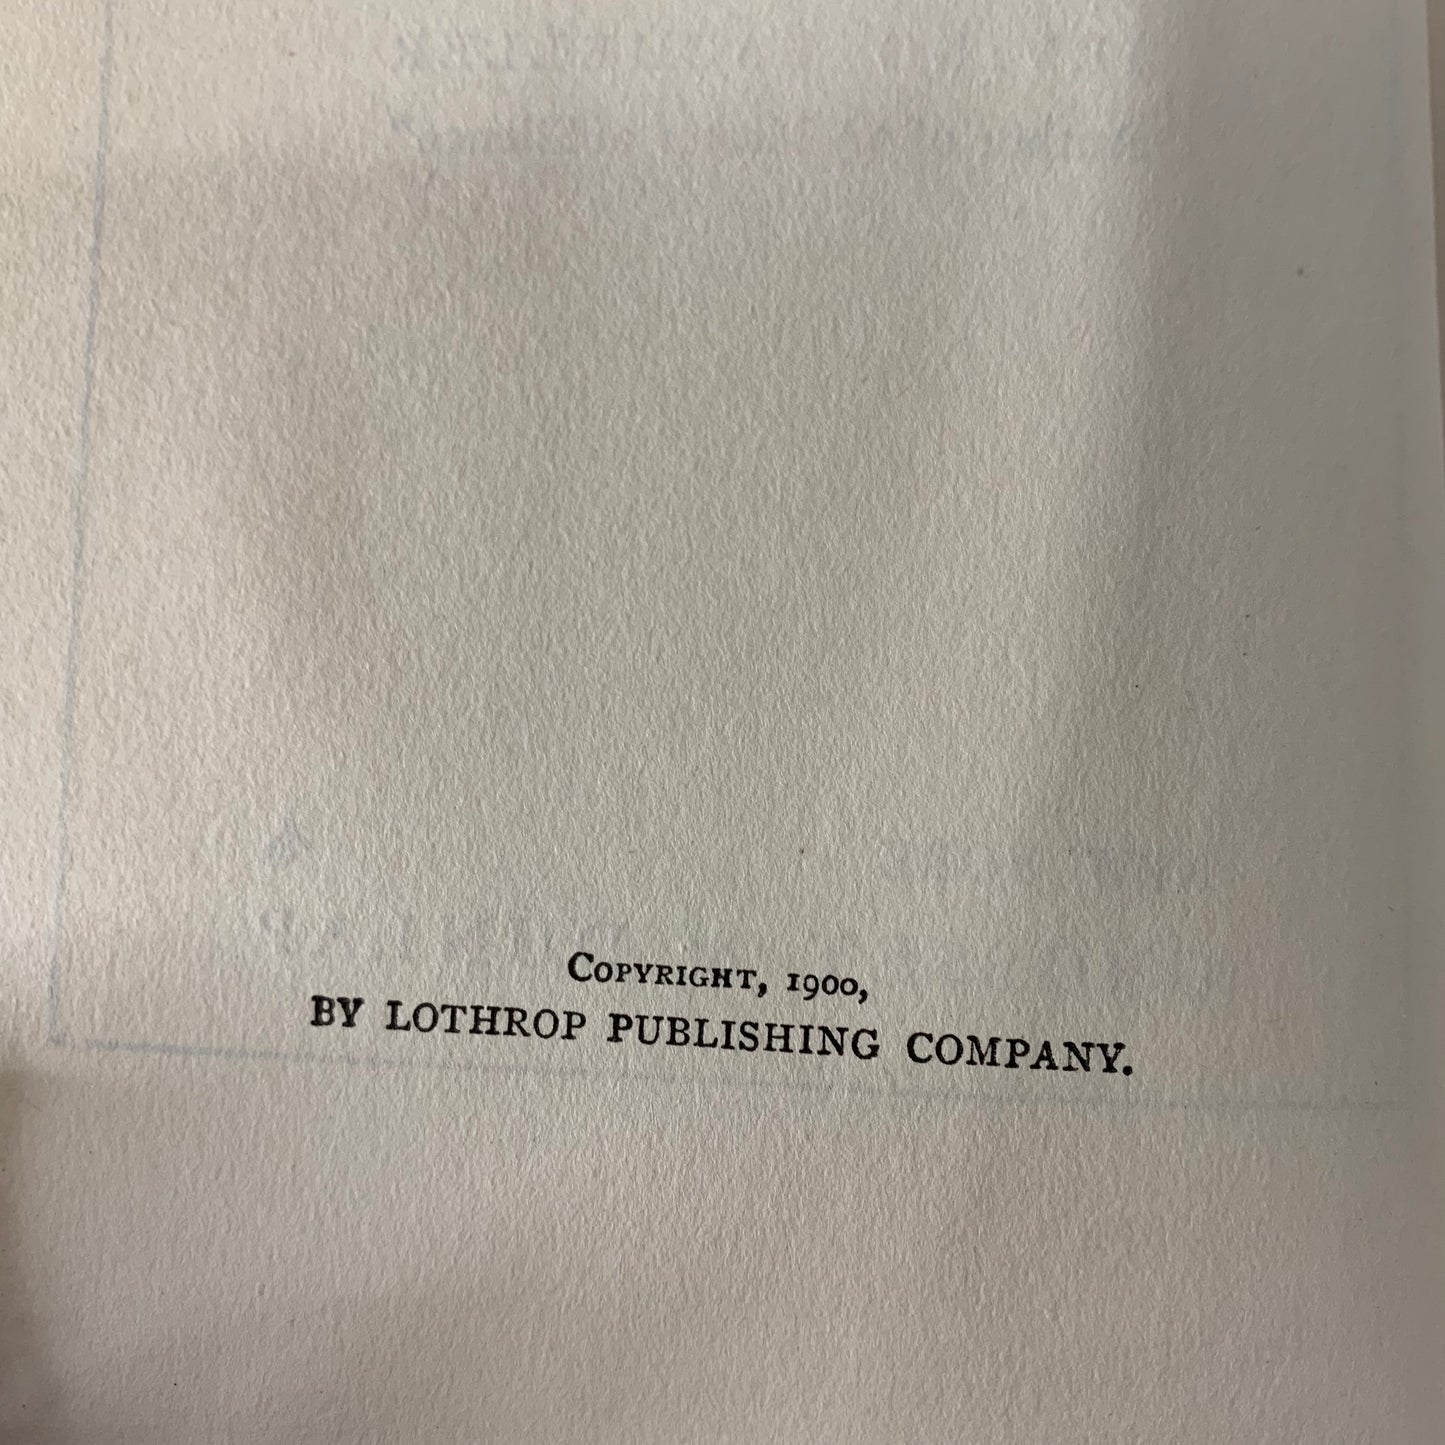 COPYRIGHT, 1900,
BY LOTHROP PUBLISHING COMPANY.